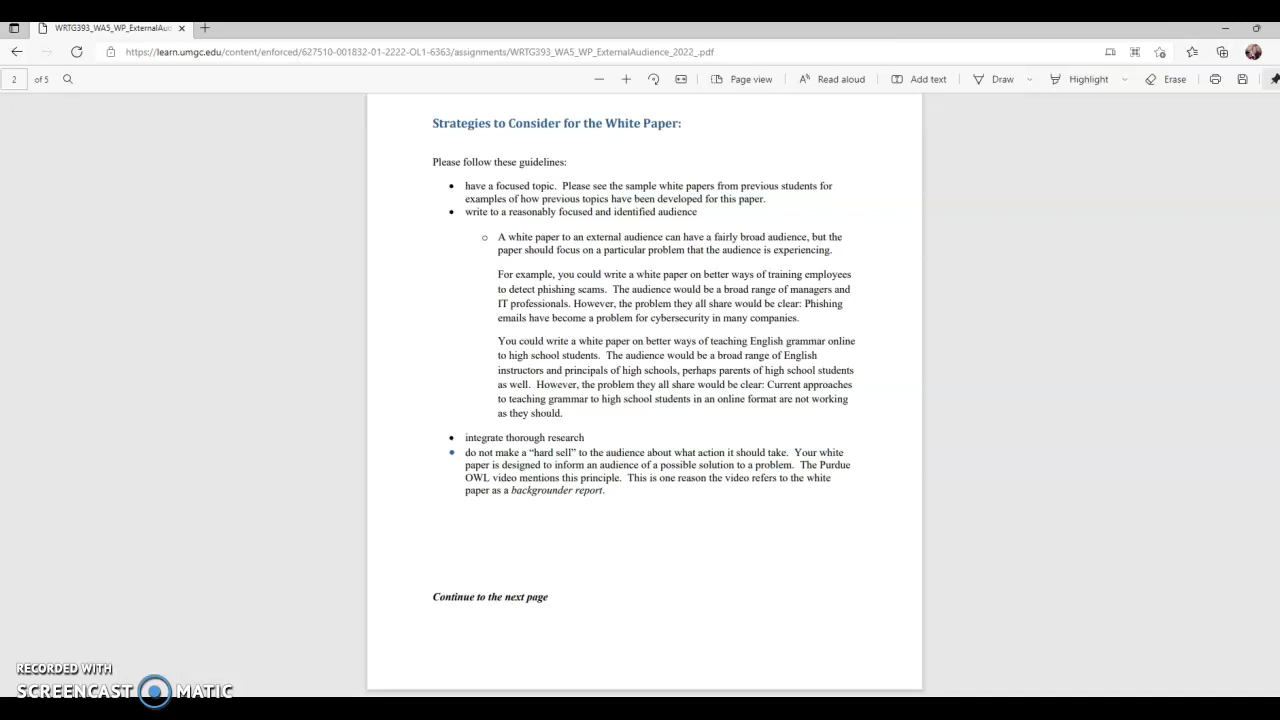 WRTG393_WA5_WP_ExternalAud
https://learn.umgc.edu/content/enforced/627510-001832-01-2222-OL1-6363/assignments/WRTG393_WA5_WP_ExternalAudience_2022_.pdf
2 of 5 Page view Read aloud Add text Draw Highlight Erase
Strategies to Consider for the White Paper:
Please follow these guidelines:
• have a focused topic.  Please see the sample white papers from previous students for
examples of how previous topics have been developed for this paper.
• write to a reasonably focused and identified audience
o A white paper to an external audience can have a fairly broad audience, but the
paper should focus on a particular problem that the audience is experiencing.
For example, you could write a white paper on better ways of training employees
to detect phishing scams.  The audience would be a broad range of managers and
IT professionals. However, the problem they all share would be clear: Phishing
emails have become a problem for cybersecurity in many companies.
You could write a white paper on better ways of teaching English grammar online
to high school students.  The audience would be a broad range of English
instructors and principals of high schools, perhaps parents of high school students
as well.  However, the problem they all share would be clear: Current approaches
to teaching grammar to high school students in an online format are not working
as they should.
• integrate thorough research
• do not make a “hard sell” to the audience about what action it should take.  Your white
paper is designed to inform an audience of a possible solution to a problem.  The Purdue
OWL video mentions this principle.  This is one reason the video refers to the white
paper as a backgrounder report.
Continue to the next page
RECORDED WITH
SCREENCAST MATIC